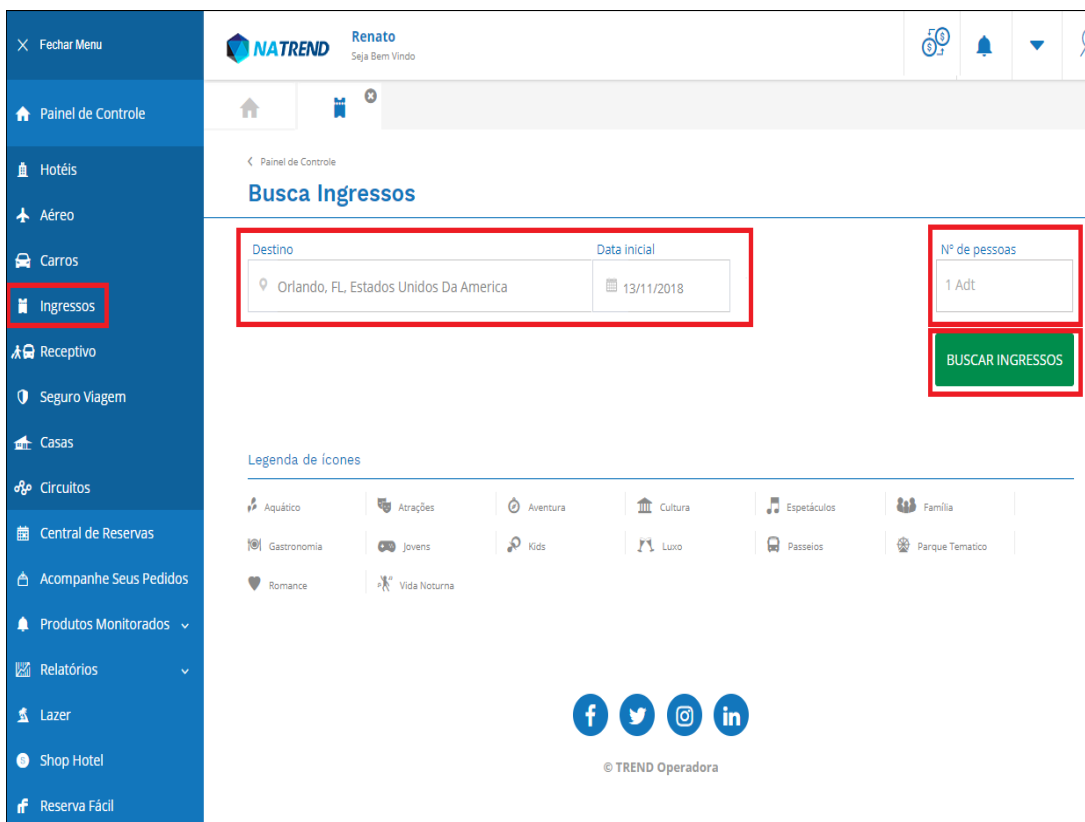 Fechar Menu
Painel de Controle
Hotéis
Aéreo
Carros
Ingressos
Receptivo
Seguro Viagem
Casas
Circuitos
Central de Reservas
Acompanhe Seus Pedidos
Produtos Monitorados
Relatórios
Lazer
Shop Hotel
Reserva Fácil
NATREND
Renato
Seja Bem Vindo
Painel de Controle
Busca Ingressos
Destino
Data inicial
Nº de pessoas
Orlando, FL, Estados Unidos Da America
13/11/2018
1 Adt
BUSCAR INGRESSOS
Legenda de ícones
Aquático
Atrações
Aventura
Cultura
Espetáculos
Família
Gastronomia
Jovens
Kids
Luxo
Passeios
Parque Tematico
Romance
Vida Noturna
© TREND Operadora